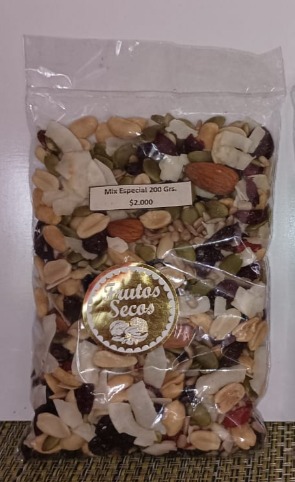 Mix Especial 200 Grs.
$2.000
Frutos
Secos